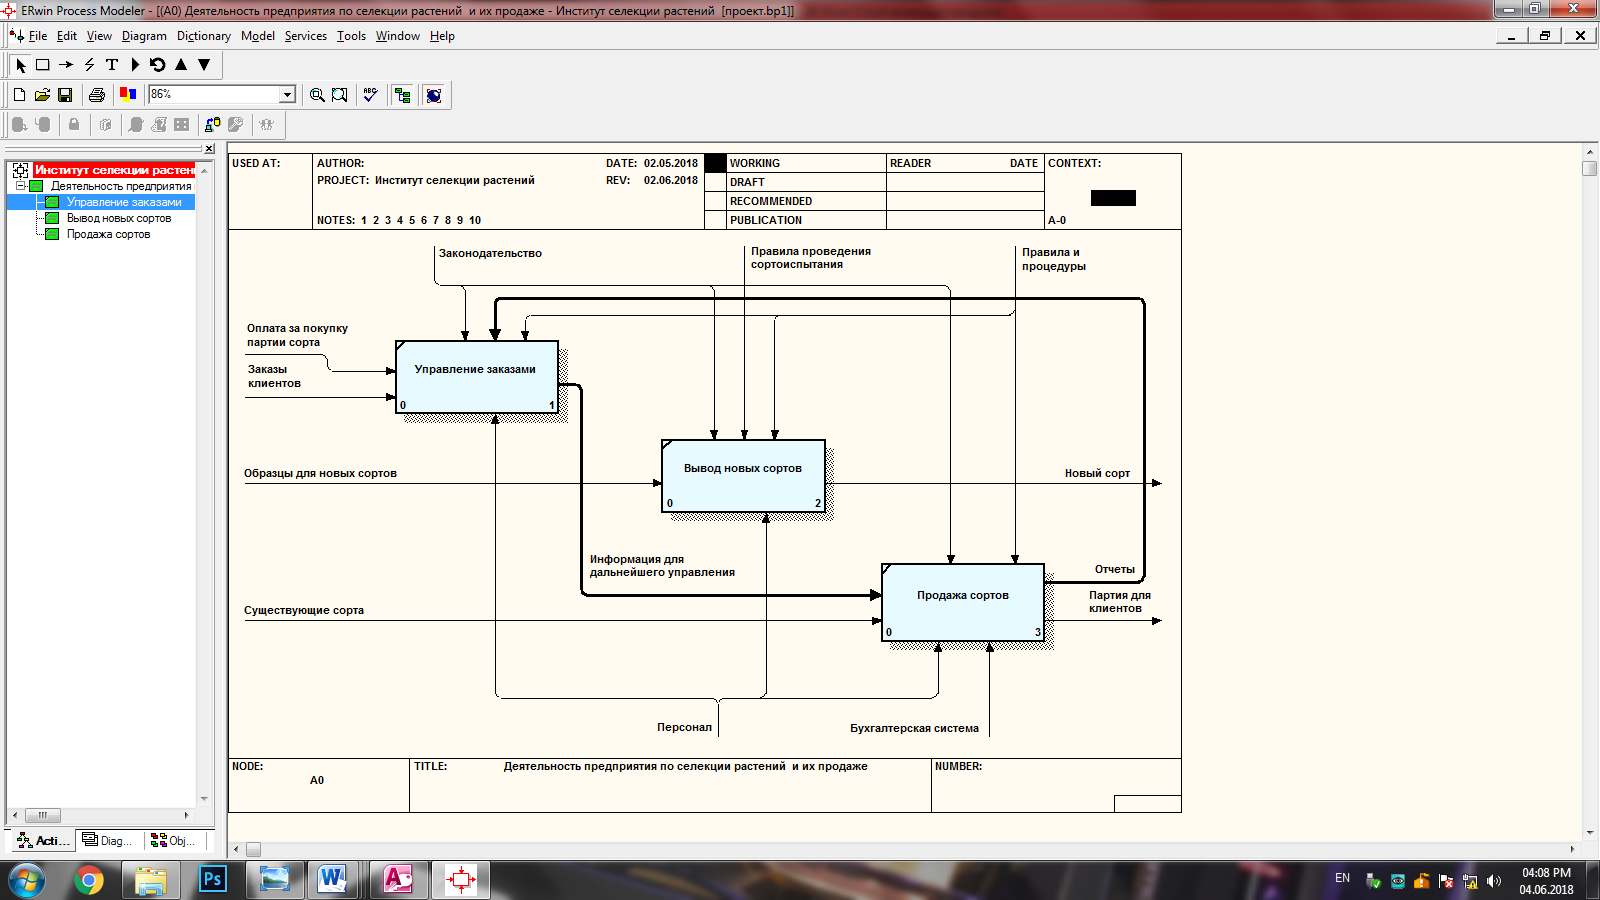 ERwin Process Modeler - [(A0) Деятельность предприятия по селекции растений  и их продаже - Институт селекции растений  [проект.bp1]]
File Edit View Diagram Dictionary Model Services Tools Window Help
86%
ABC
Институт селекции растен
Деятельность предприятия
Управление заказами
Вывод новых сортов
Продажа сортов
Acti... Diag... Obj...
USED AT: AUTHOR: DATE: 02.05.2018 WORKING READER DATE CONTEXT:
PROJECT: Институт селекции растений REV: 02.06.2018 DRAFT
RECOMMENDED
NOTES: 1 2 3 4 5 6 7 8 9 10 PUBLICATION A-0
Законодательство
Правила проведения
сортоиспытания
Правила и
процедуры
Оплата за покупку
партии сорта
Заказы
клиентов
Управление заказами
0 1
Образцы для новых сортов
Вывод новых сортов
0 2
Новый сорт
Информация для
дальнейшего управления
Отчеты
Существующие сорта
Продажа сортов
0 3
Партия для
клиентов
Персонал
Бухгалтерская система
NODE: TITLE: Деятельность предприятия по селекции растений  и их продаже NUMBER:
A0
Ps
W
A
EN
04:08 PM
04.06.2018